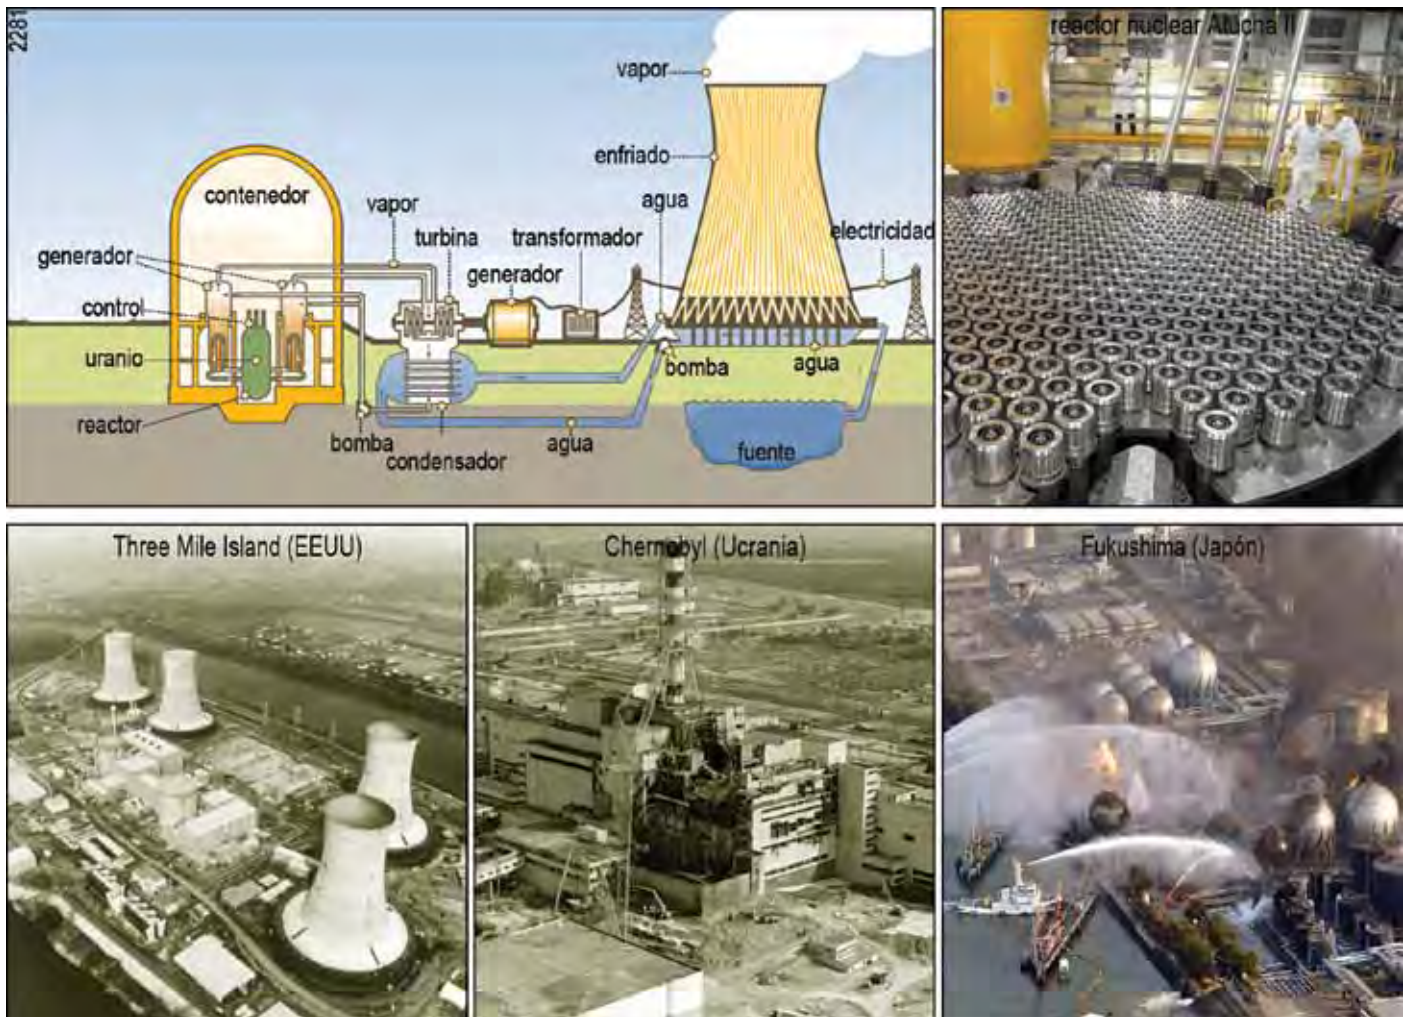 2281
vapor
enfriado
agua
electricidad
contenedor
vapor
turbina
transformador
generador
generador
control
uranio
reactor
bomba
condensador
agua
bomba
agua
fuente
reactor nuclear Atucha II
Three Mile Island (EEUU)
Chernobyl (Ucrania)
Fukushima (Japón)